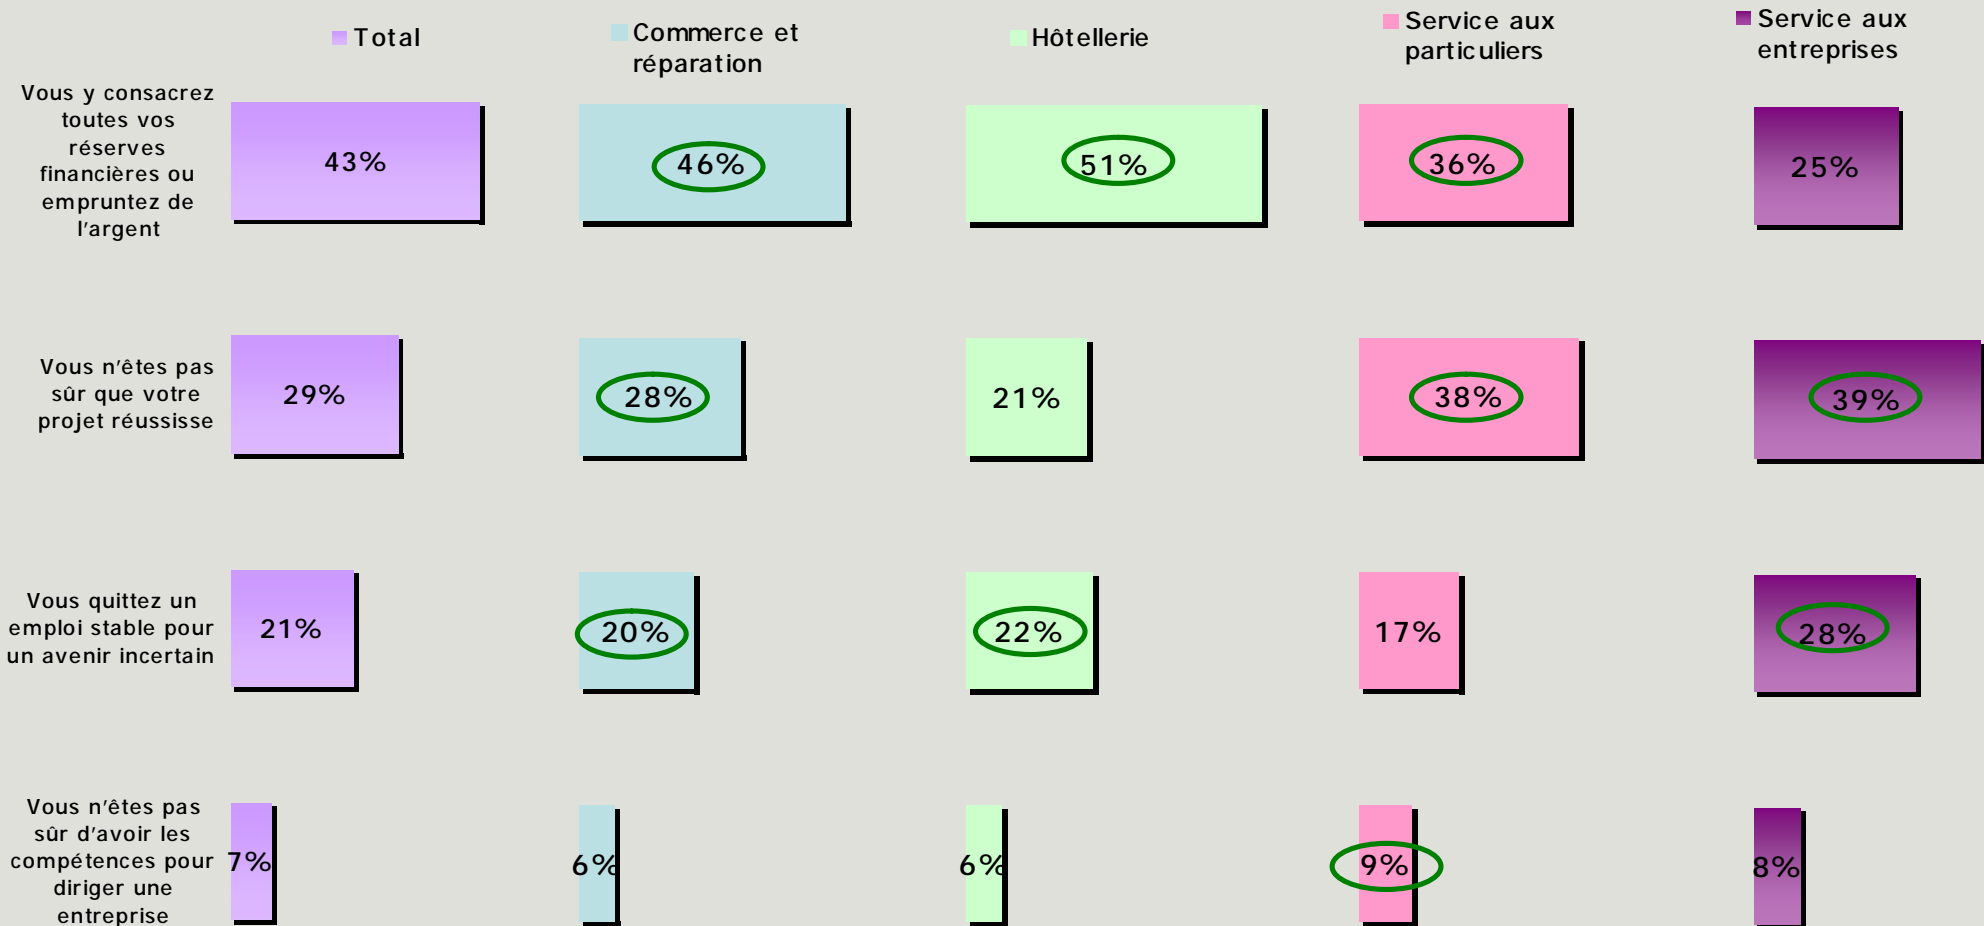 Total
Commerce et
réparation
Hôtellerie
Service aux
particuliers
Service aux
entreprises
Vous y consacrez
toutes vos
réserves
financières ou
empruntez de
l'argent
43%
46%
51%
36%
25%
Vous n'êtes pas
sûr que votre
projet réussisse
29%
28%
21%
38%
39%
Vous quittez un
emploi stable pour
un avenir incertain
21%
20%
22%
17%
28%
Vous n'êtes pas
sûr d'avoir les
compétences pour
diriger une
entreprise
7%
6%
6%
9%
8%